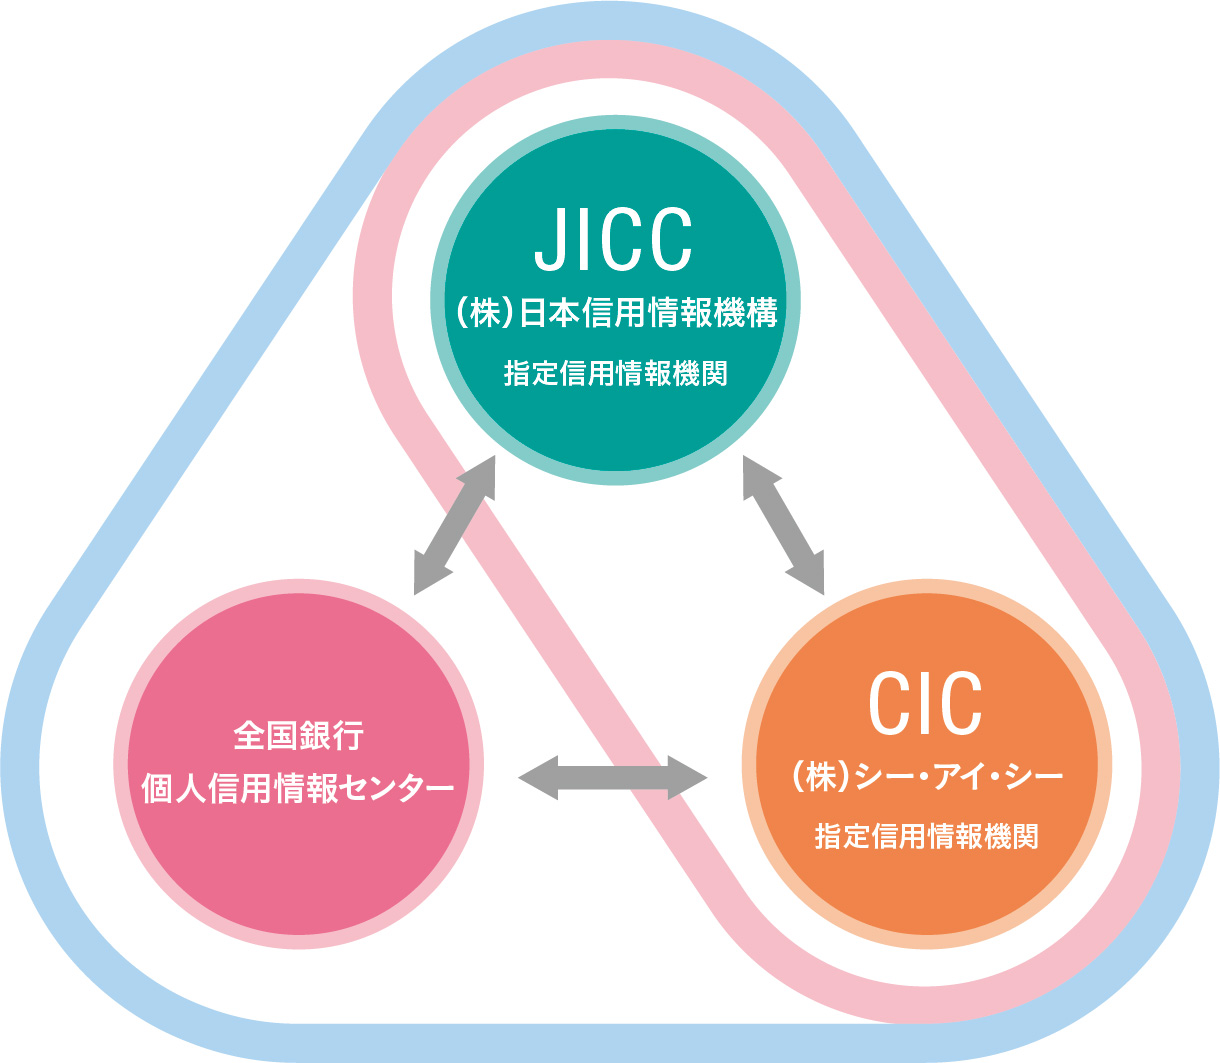 JICC
(株)日本信用情報機構
指定信用情報機関
全国銀行
個人信用情報センター
CIC
(株)シー・アイ・シー
指定信用情報機関